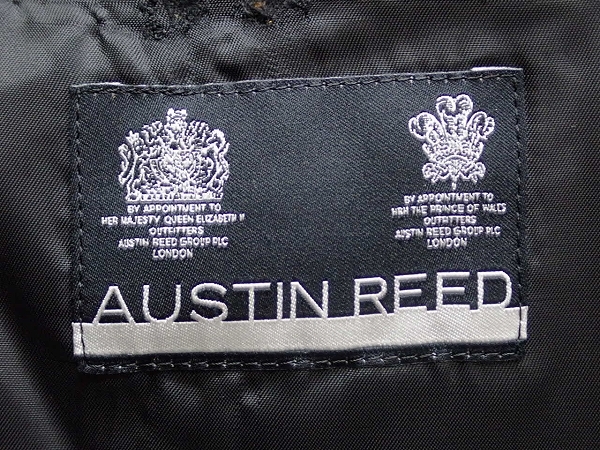 BY APPOINTMENT TO
HER MAJESTY QUEEN ELIZABETH II
OUTFITTERS
AUSTIN REED GROUP PLC
LONDON
BY APPOINTMENT TO
HRH THE PRINCE OF WALES
OUTFITTERS
AUSTIN REED GROUP PLC
LONDON
AUSTIN REED